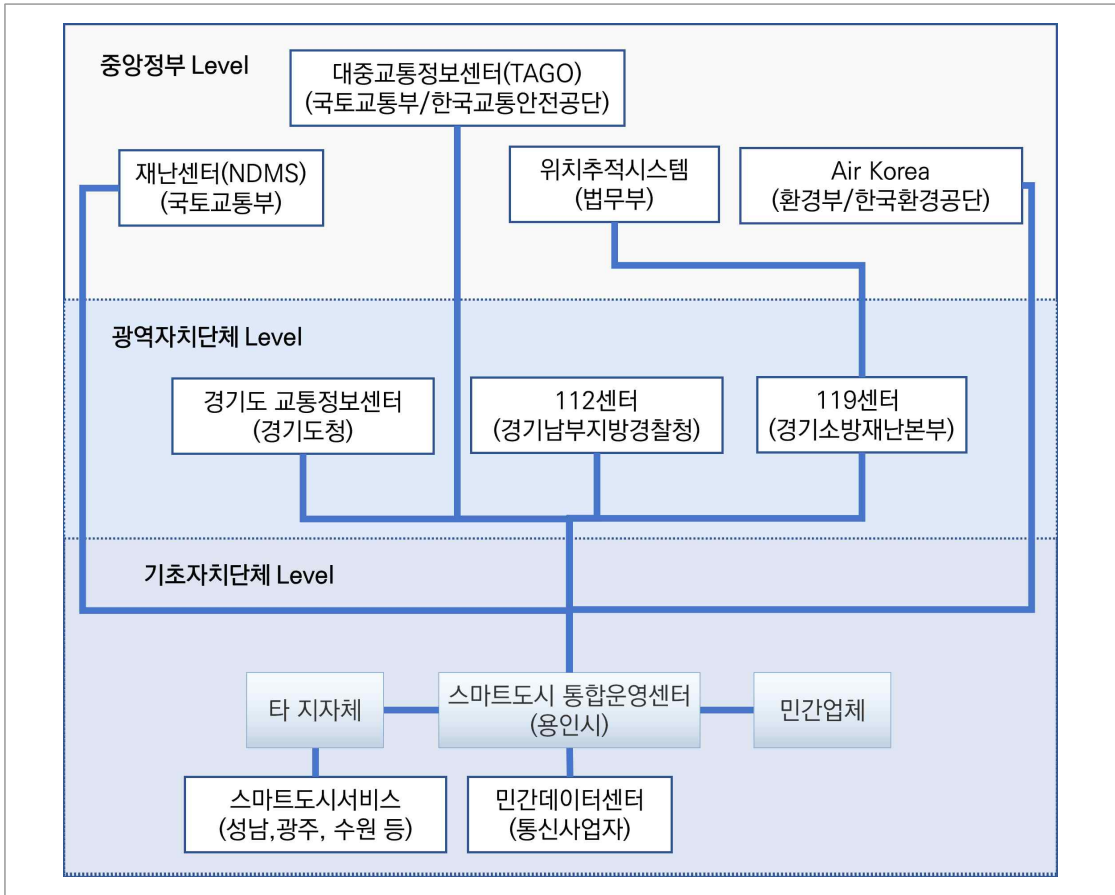 중앙정부 Level
대중교통정보센터(TAGO)
(국토교통부/한국교통안전공단)
재난센터(NDMS)
(국토교통부)
위치추적시스템
(법무부)
Air Korea
(환경부/한국환경공단)
광역자치단체 Level
경기도 교통정보센터
(경기도청)
112센터
(경기남부지방경찰청)
119센터
(경기소방재난본부)
기초자치단체 Level
타 지자체
스마트도시 통합운영센터
(용인시)
민간업체
스마트도시서비스
(성남,광주, 수원 등)
민간데이터센터
(통신사업자)